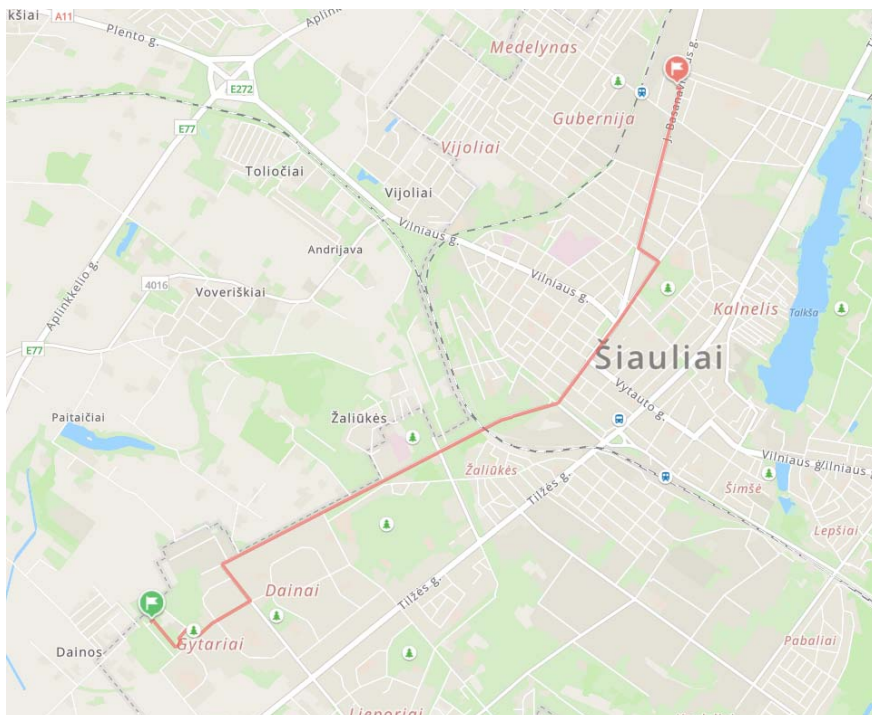 kšiai
A11
Plento g.
Medelynas
E272
E77
Gubernija
Vijoliai
Toliočiai
Vijoliai
Vilniaus g.
Andrijava
Aplinkkelio g.
4016
Voveriškiai
Vilniaus g.
Kalnelis
Talkša
E77
Šiauliai
Vytauto g.
Paitaičiai
Žaliūkės
Vilniaus g.
Vilniaus
Žaliūkės
Tilžės g.
Šimšė
Lepšiai
Dainai
Tilžės g.
Gytariai
Dainos
Pabaliai
Lieporiai